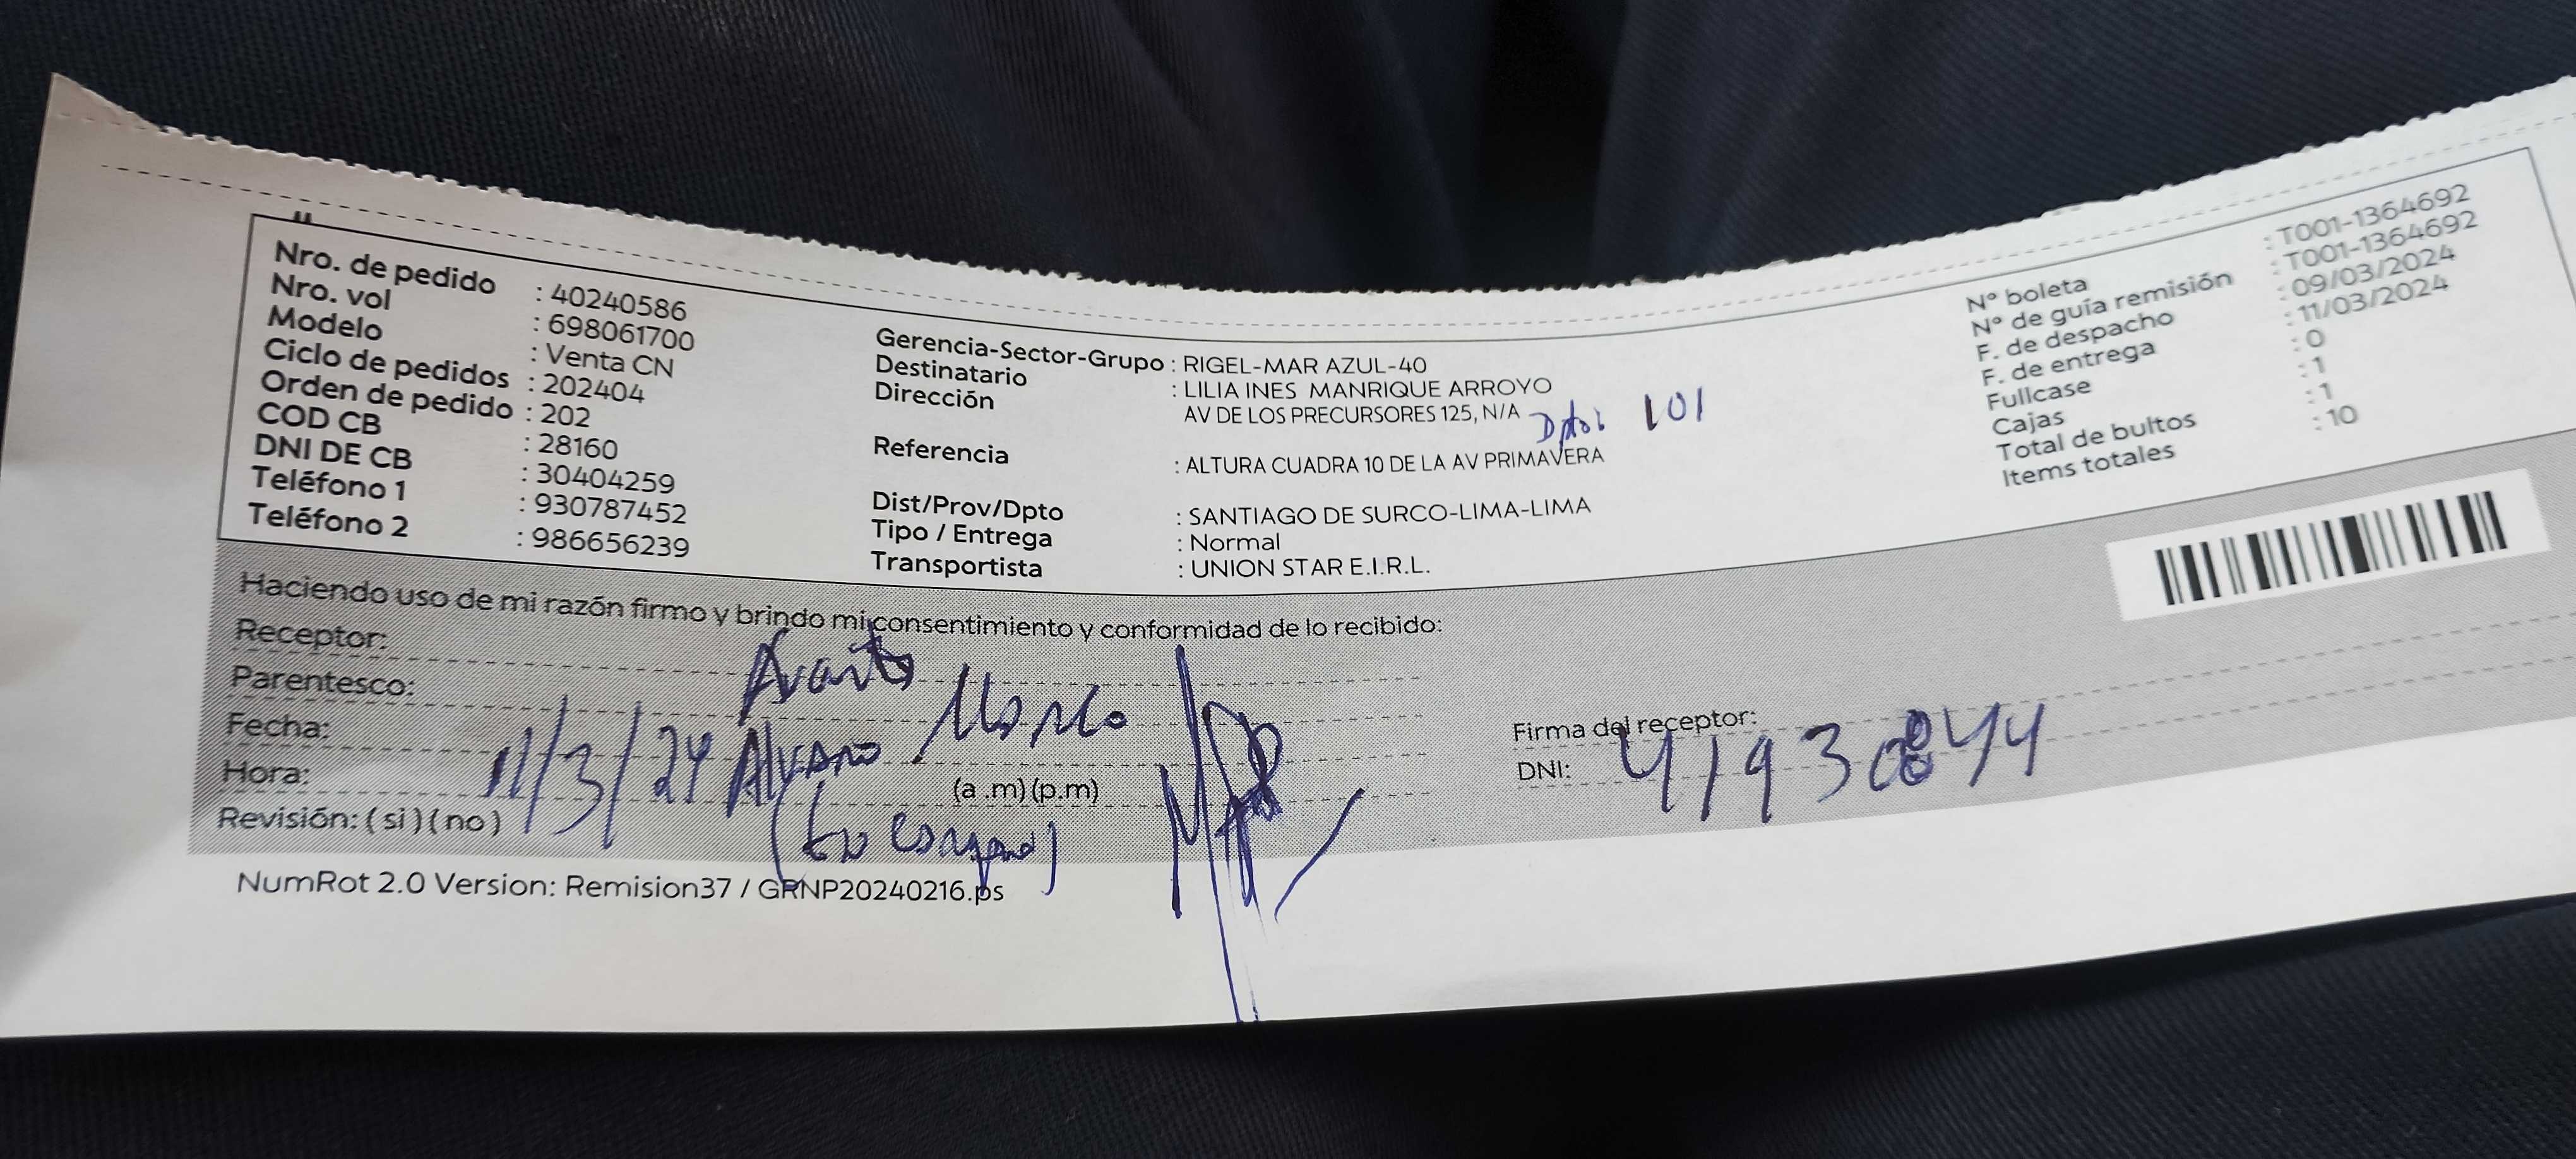 Nro. de pedido : 40240586
Nro. vol : 698061700
Modelo : Venta CN
Ciclo de pedidos : 202404
Orden de pedido : 202
COD CB : 28160
DNI DE CB : 30404259
Teléfono 1 : 930787452
Teléfono 2 : 986656239
Gerencia-Sector-Grupo : RIGEL-MAR AZUL-40
Destinatario : LILIA INES MANRIQUE ARROYO
Dirección AV DE LOS PRECURSORES 125, N/A 101
Referencia : ALTURA CUADRA 10 DE LA AV PRIMAVERA
Dist/Prov/Dpto : SANTIAGO DE SURCO-LIMA-LIMA
Tipo / Entrega : Normal
Transportista : UNION STAR E.I.R.L.
N° boleta : T001-1364692
N° de guía remisión : T001-1364692
F. de despacho : 09/03/2024
F. de entrega : 11/03/2024
Fullcase : 0
Cajas : 1
Total de bultos : 1
Items totales : 10
Haciendo uso de mi razón firmo y brindo mi consentimiento y conformidad de lo recibido:
Receptor:
Parentesco:
Fecha: 11/3/24 Alvaro
Hora: (a .m) (p.m)
Revisión: ( si ) ( no )
Firma del receptor:
DNI:
NumRot 2.0 Version: Remision37 / GRNP20240216.ps